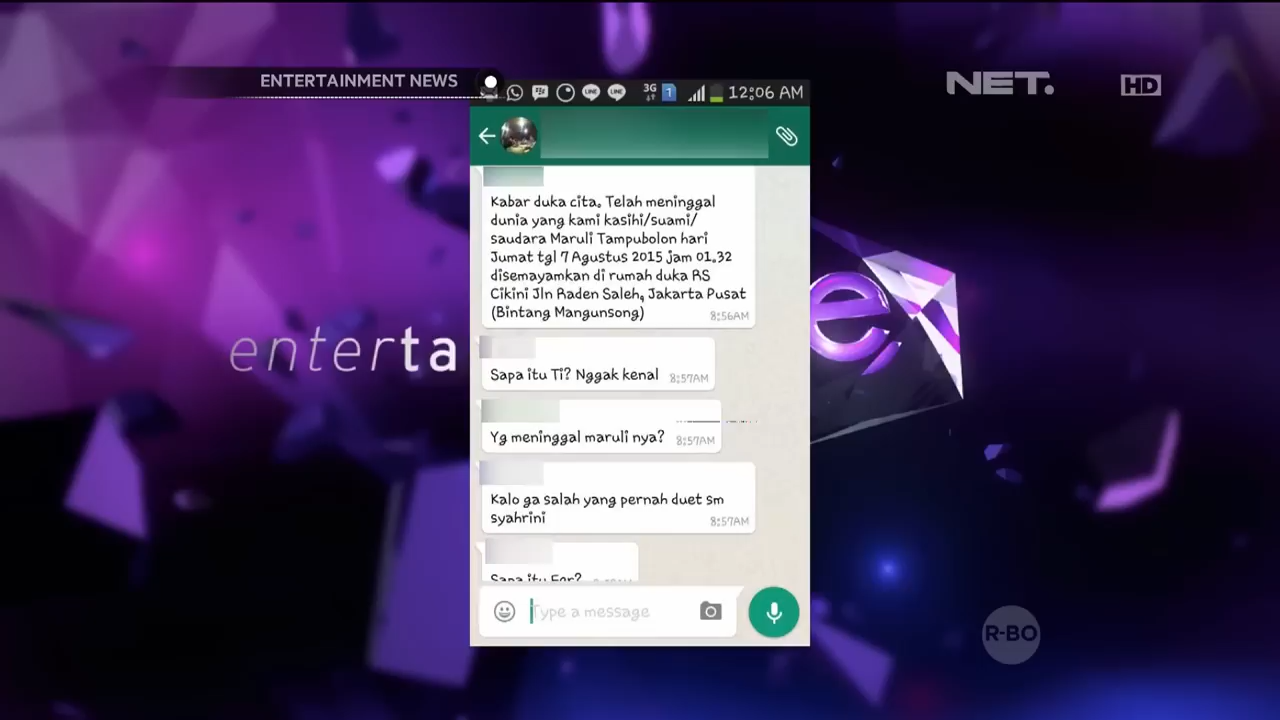 ENTERTAINMENT NEWS
NET.
HD
3G
1
12:06 AM
Kabar duka cita. Telah meninggal
dunia yang kami kasihi/suami/
saudara Maruli Tampubolon hari
Jumat tgl 7 Agustus 2015 jam 01.32
disemayamkan di rumah duka RS
Cikini Jln Raden Saleh, Jakarta Pusat
(Bintang Mangunsong) 8:56AM
Sapa itu Ti? Nggak kenal 8:57AM
enterta
Yg meninggal maruli nya? 8:57AM
Kalo ga salah yang pernah duet sm
syahrini 8:57AM
Sapa itu
Type a message
R-BO